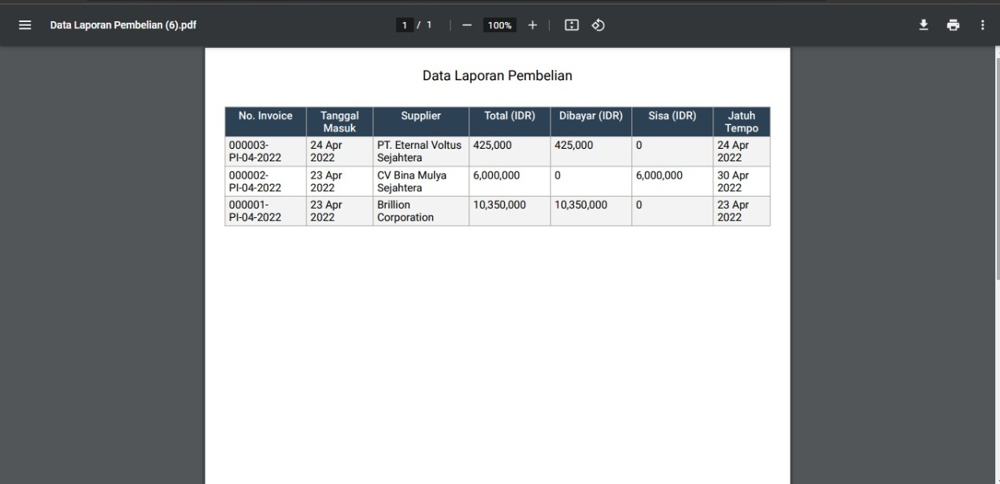 Data Laporan Pembelian (6).pdf
1 / 1
100%
Data Laporan Pembelian
No. Invoice Tanggal Masuk Supplier Total (IDR) Dibayar (IDR) Sisa (IDR) Jatuh Tempo
000003-PI-04-2022 24 Apr 2022 PT. Eternal Voltus Sejahtera 425,000 425,000 0 24 Apr 2022
000002-PI-04-2022 23 Apr 2022 CV Bina Mulya Sejahtera 6,000,000 0 6,000,000 30 Apr 2022
000001-PI-04-2022 23 Apr 2022 Brillion Corporation 10,350,000 10,350,000 0 23 Apr 2022